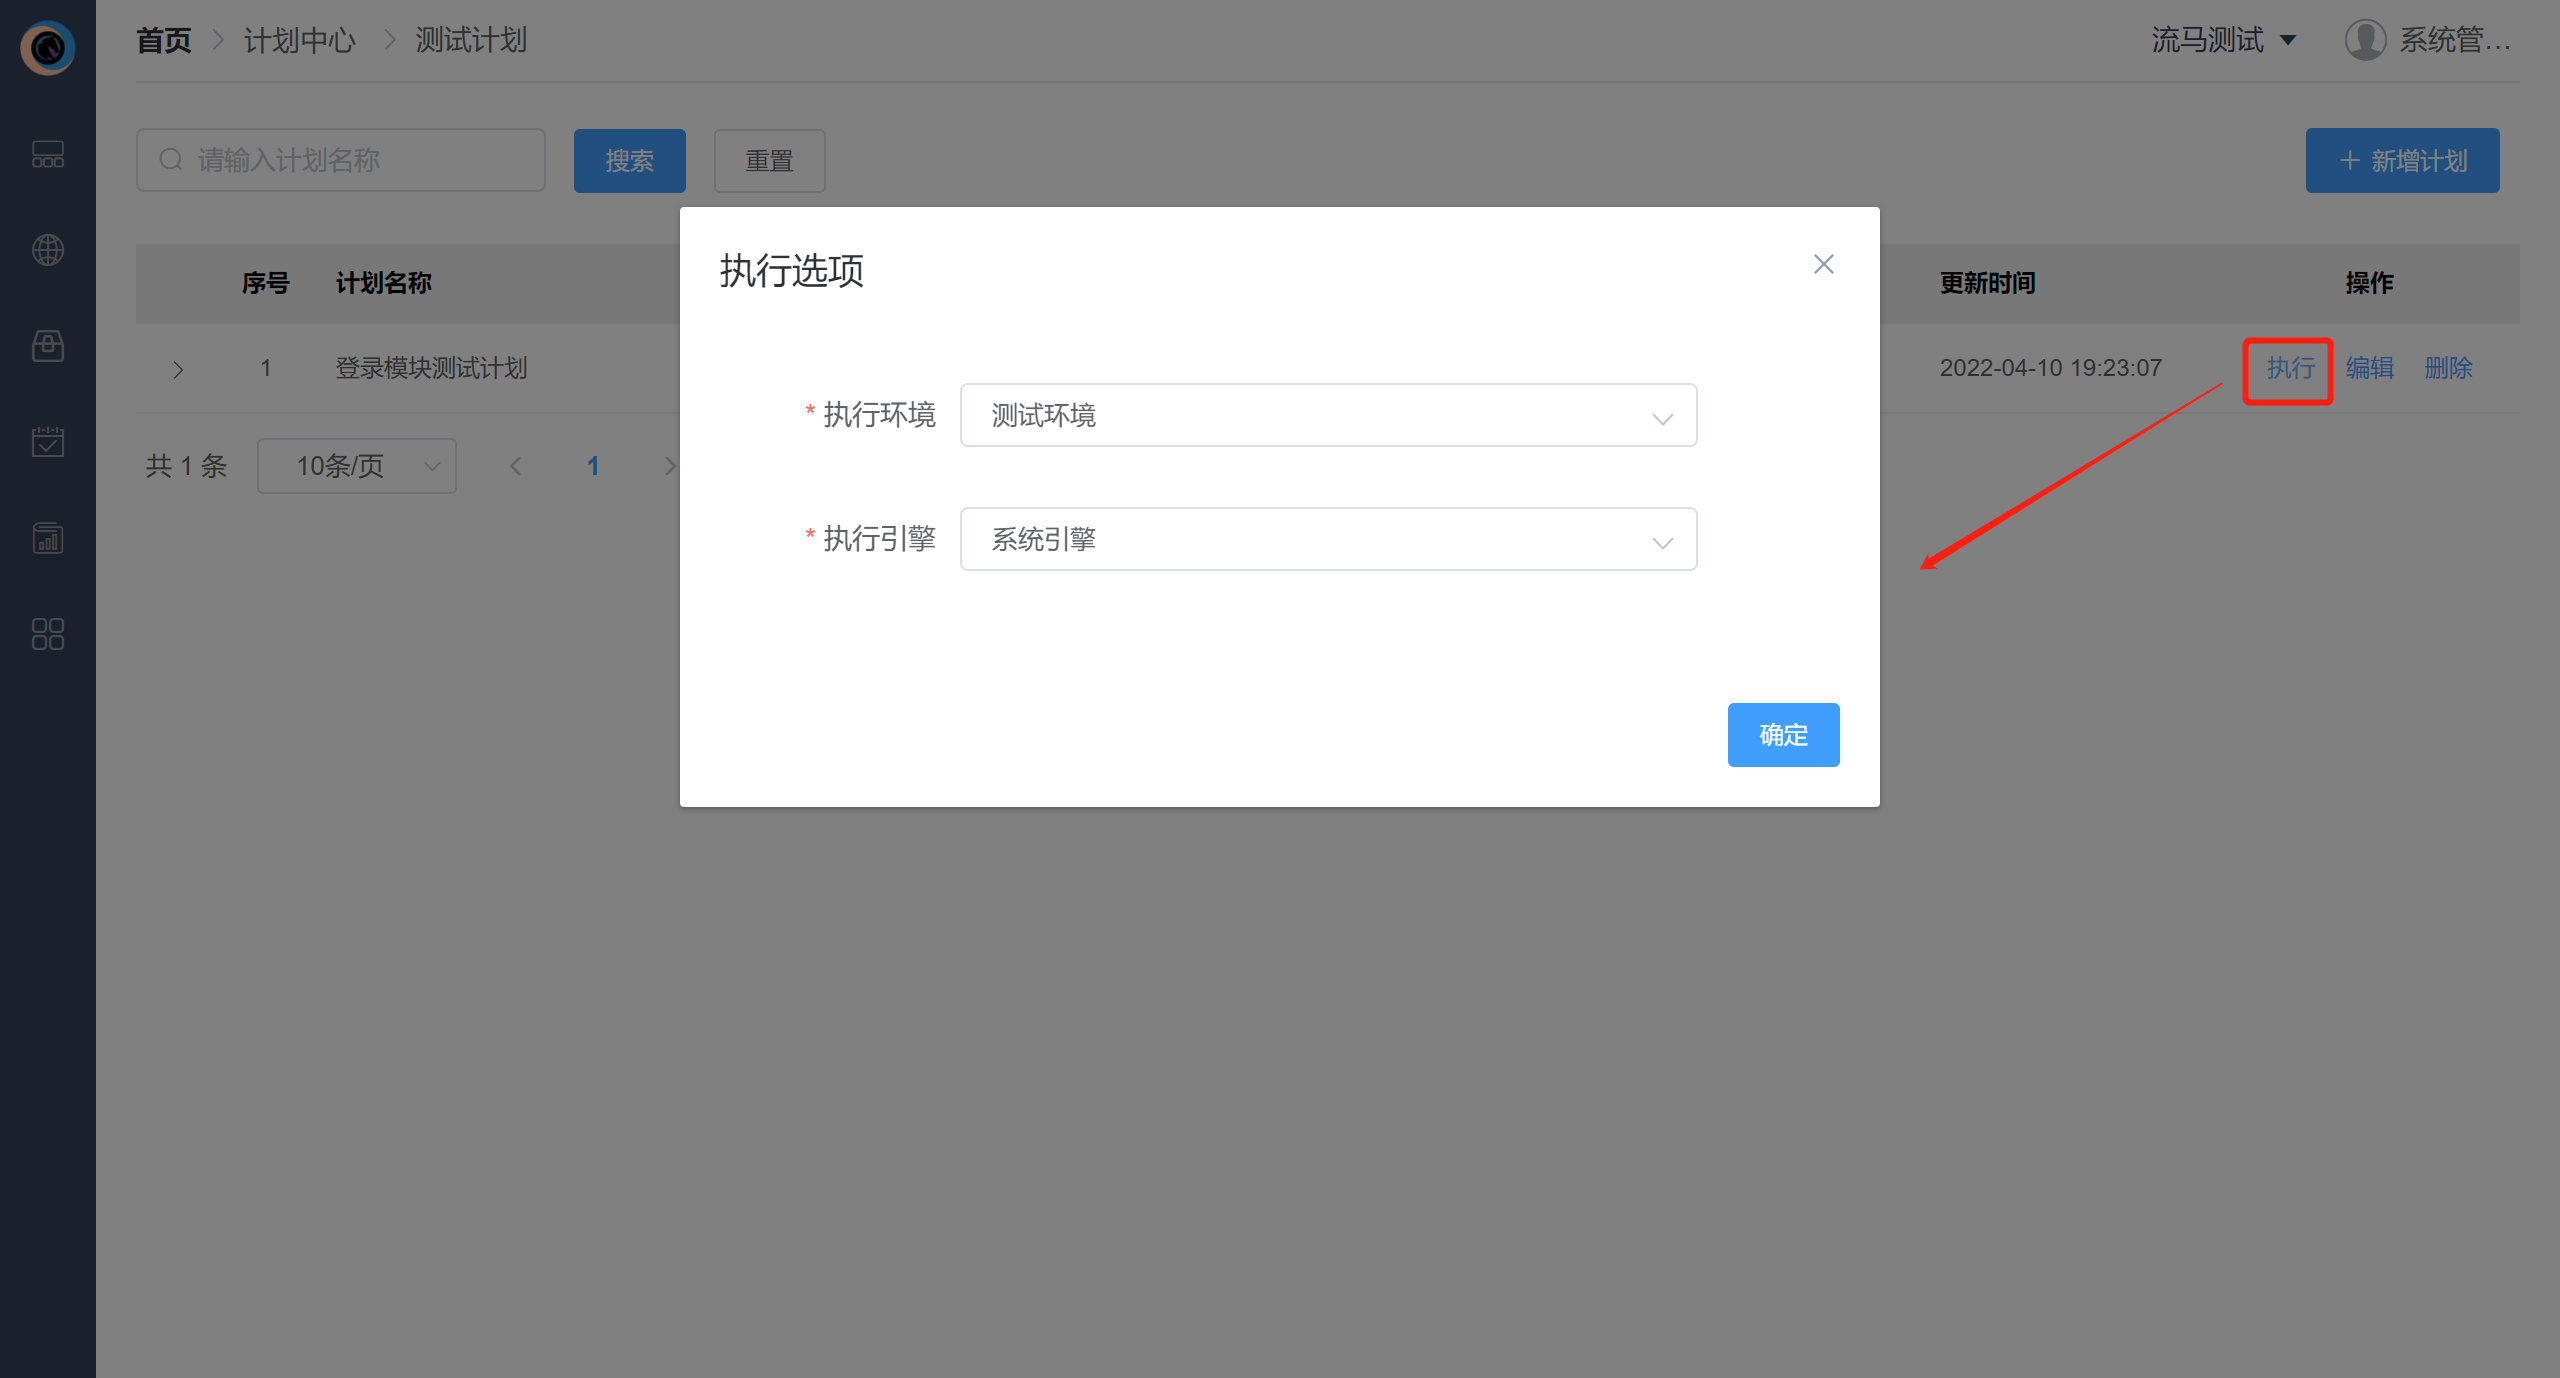 首页 > 计划中心 > 测试计划
流马测试
系统管...
请输入计划名称
搜索
重置
+ 新增计划
执行选项
序号
计划名称
更新时间
操作
1
登录模块测试计划
2022-04-10 19:23:07
执行
编辑
删除
* 执行环境
测试环境
共 1 条
10条/页
1
* 执行引擎
系统引擎
确定